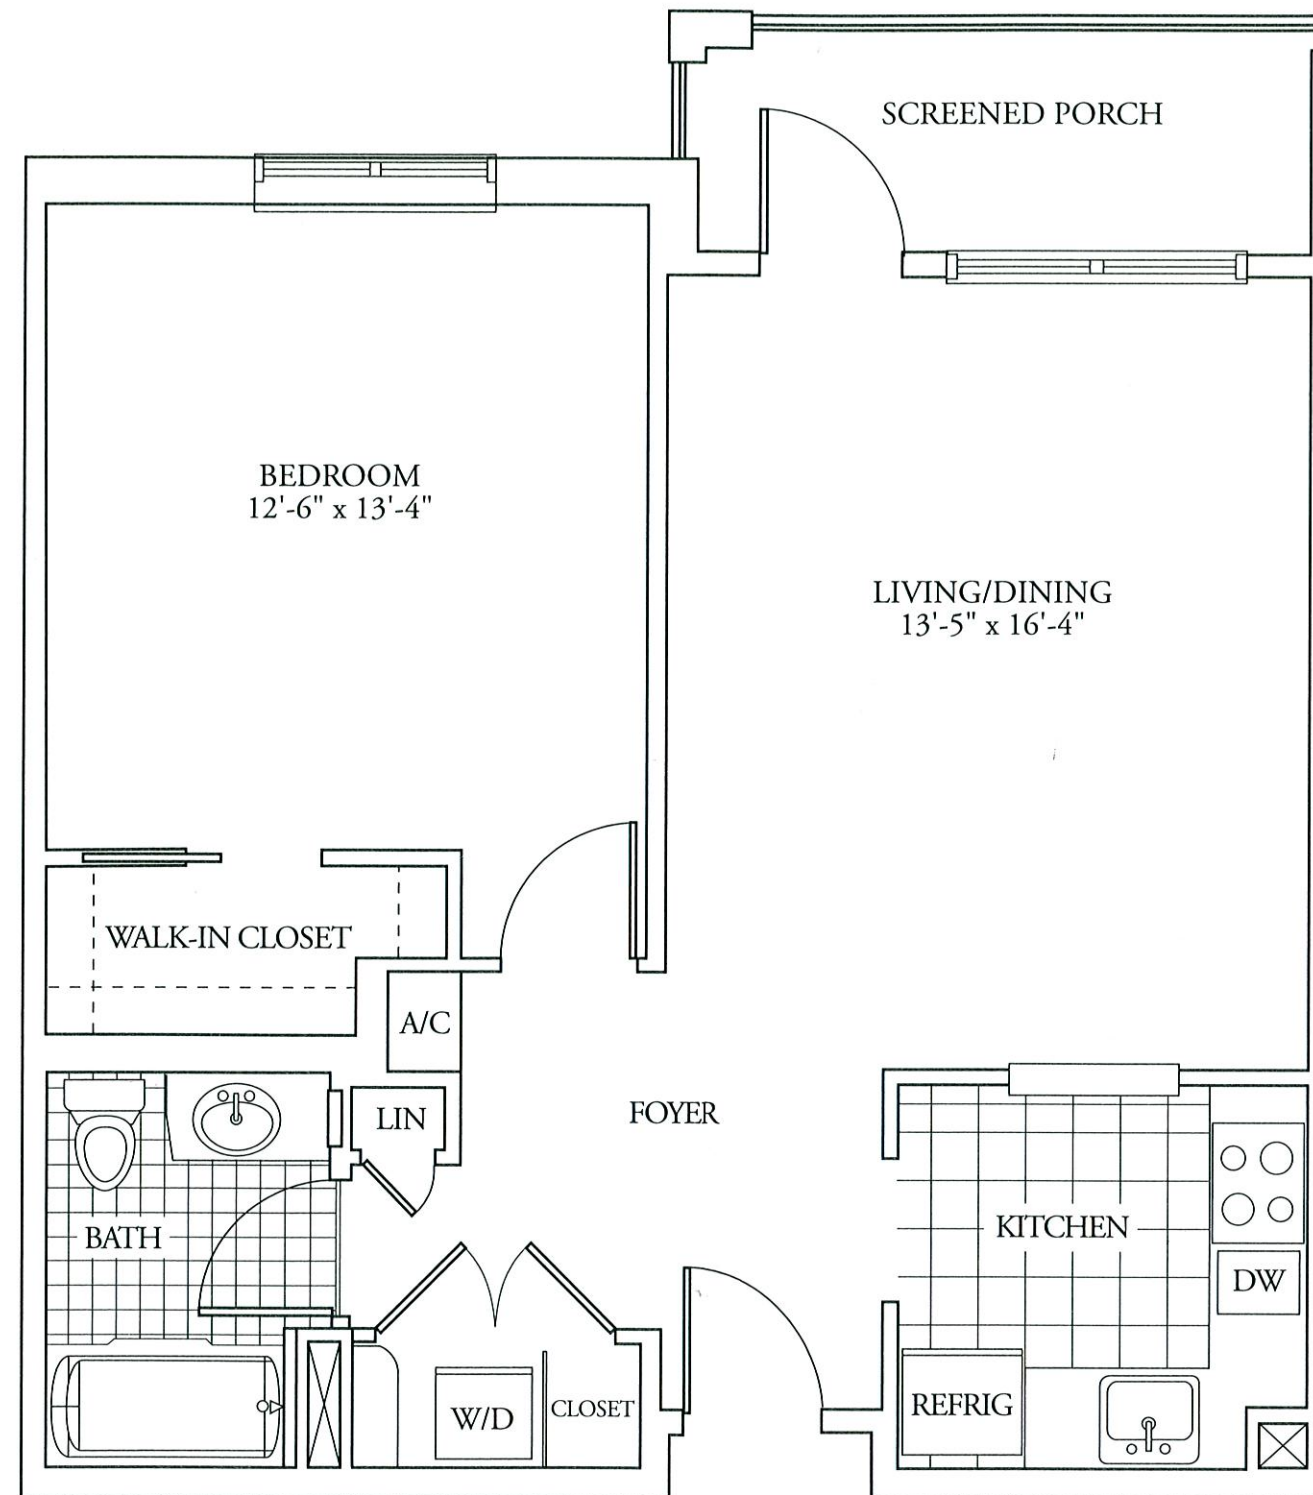 SCREENED PORCH
BEDROOM
12'-6" x 13'-4"
LIVING/DINING
13'-5" x 16'-4"
WALK-IN CLOSET
A/C
LIN
FOYER
BATH
KITCHEN
DW
W/D
CLOSET
REFRIG